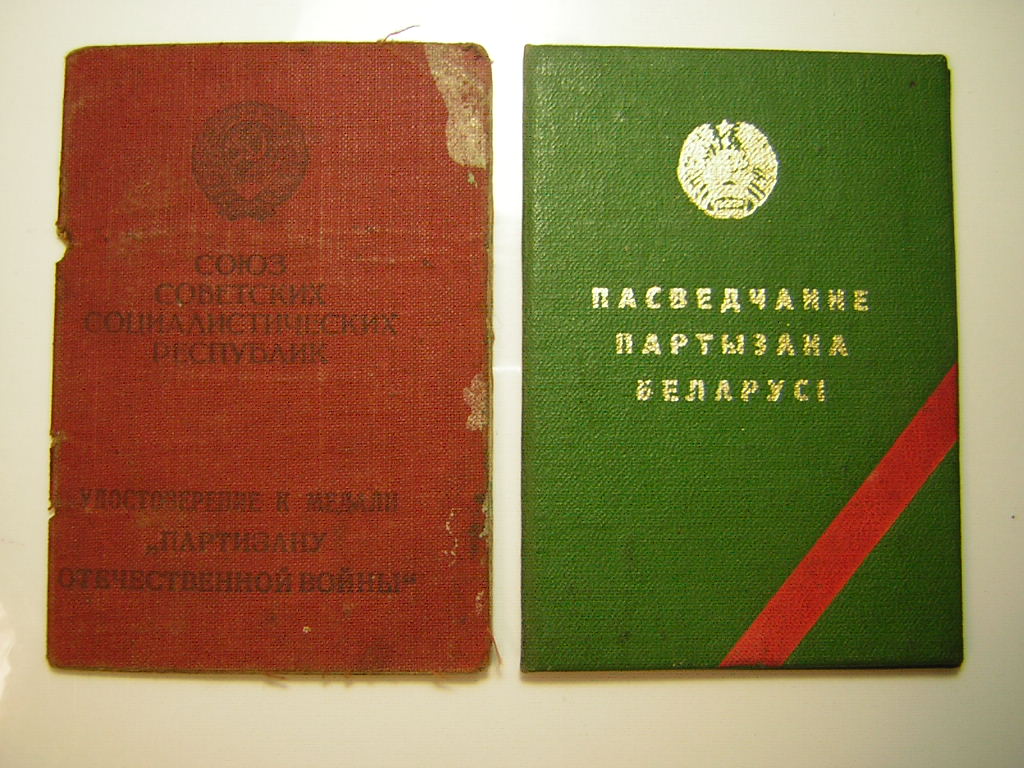 СОЮЗ
СОВЕТСКИХ
СОЦИАЛИСТИЧЕСКИХ
РЕСПУБЛИК
УДОСТОВЕРЕНИЕ К МЕДАЛИ
„ПАРТИЗАНУ
ОТЕЧЕСТВЕННОЙ ВОЙНЫ“
ПАСВЕДЧАННЕ
ПАРТЫЗАНА
БЕЛАРУСІ